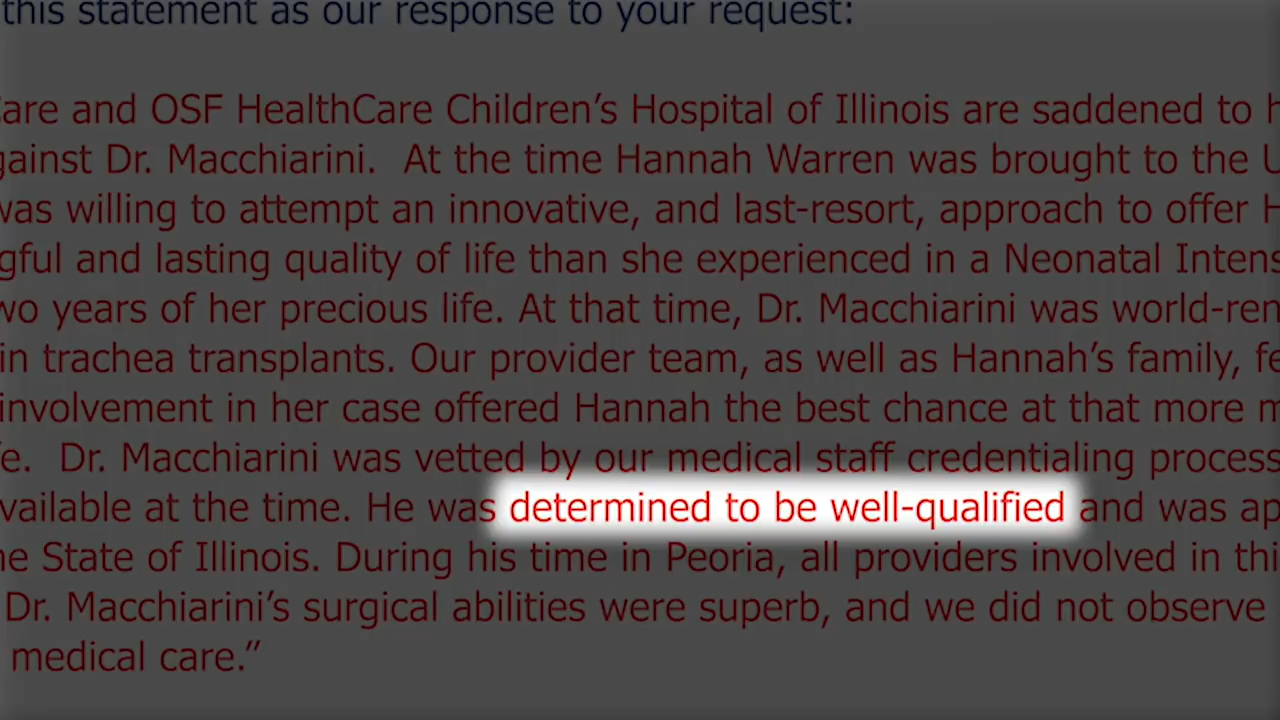 this statement as our response to your request:
Care and OSF HealthCare Children's Hospital of Illinois are saddened to
gainst Dr. Macchiarini.  At the time Hannah Warren was brought to the U
was willing to attempt an innovative, and last-resort, approach to offer H
gful and lasting quality of life than she experienced in a Neonatal Intens
wo years of her precious life. At that time, Dr. Macchiarini was world-ren
in trachea transplants. Our provider team, as well as Hannah's family, fe
involvement in her case offered Hannah the best chance at that more m
fe.  Dr. Macchiarini was vetted by our medical staff credentialing process
vailable at the time. He was determined to be well-qualified and was ap
he State of Illinois. During his time in Peoria, all providers involved in thi
Dr. Macchiarini's surgical abilities were superb, and we did not observe
medical care.”